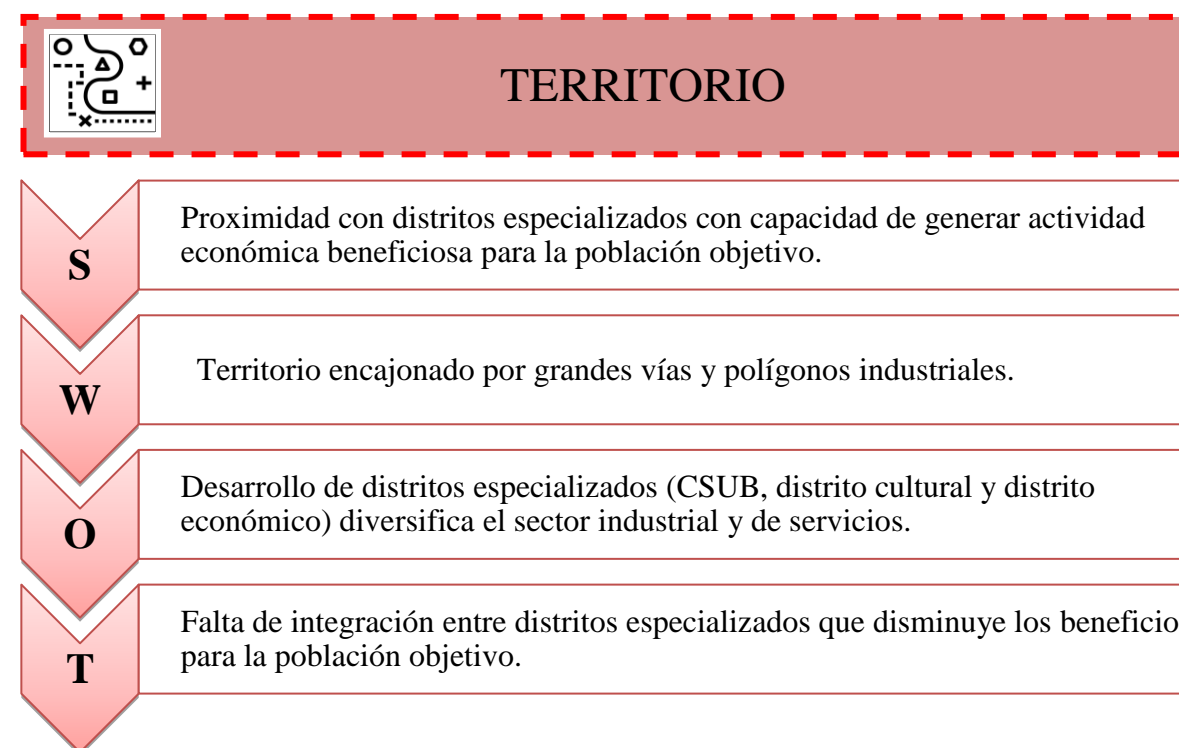 TERRITORIO
S
Proximidad con distritos especializados con capacidad de generar actividad
económica beneficiosa para la población objetivo.
W
Territorio encajonado por grandes vías y polígonos industriales.
O
Desarrollo de distritos especializados (CSUB, distrito cultural y distrito
económico) diversifica el sector industrial y de servicios.
T
Falta de integración entre distritos especializados que disminuye los beneficio
para la población objetivo.